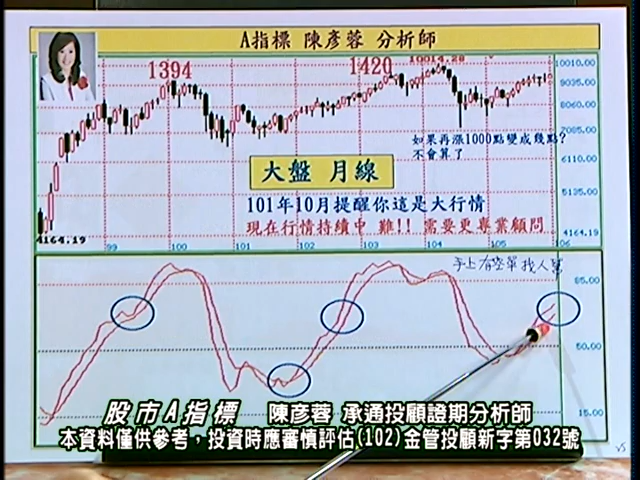 A指標 陳彥蓉 分析師
1394
1420
10014.28
10010.00
9035.00
8060.00
7085.00
6110.00
5135.00
4164.19
如果再漲1000點變成幾點?
不會算了
大盤 月線
101年10月提醒你這是大行情
現在行情持續中 難!! 需要更專業顧問
4164.19
99 100 101 102 103 104 105 106
手上有空單找人幫
85.00
50.00
15.00
股市A指標 陳彥蓉 承通投顧證期分析師
本資料僅供參考，投資時應審慎評估(102)金管投顧新字第032號